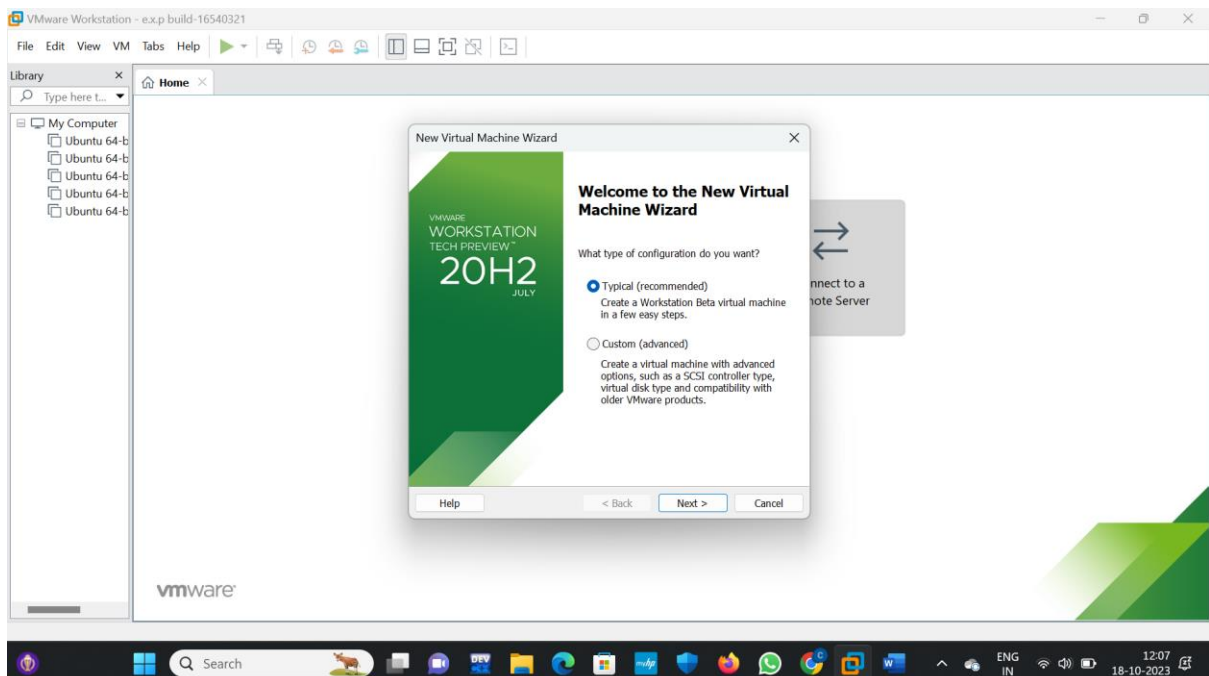 VMware Workstation - e.x.p build-16540321
File Edit View VM Tabs Help
Library
Type here t...
My Computer
Ubuntu 64-b
Ubuntu 64-b
Ubuntu 64-b
Ubuntu 64-b
Ubuntu 64-b
Home
New Virtual Machine Wizard
VMWARE
WORKSTATION
TECH PREVIEW™
20H2
JULY
Welcome to the New Virtual
Machine Wizard
What type of configuration do you want?
Typical (recommended)
Create a Workstation Beta virtual machine
in a few easy steps.
Custom (advanced)
Create a virtual machine with advanced
options, such as a SCSI controller type,
virtual disk type and compatibility with
older VMware products.
Help
< Back
Next >
Cancel
nnect to a
note Server
vmware
Search
DEV
myhp
W
ENG
IN
12:07
18-10-2023